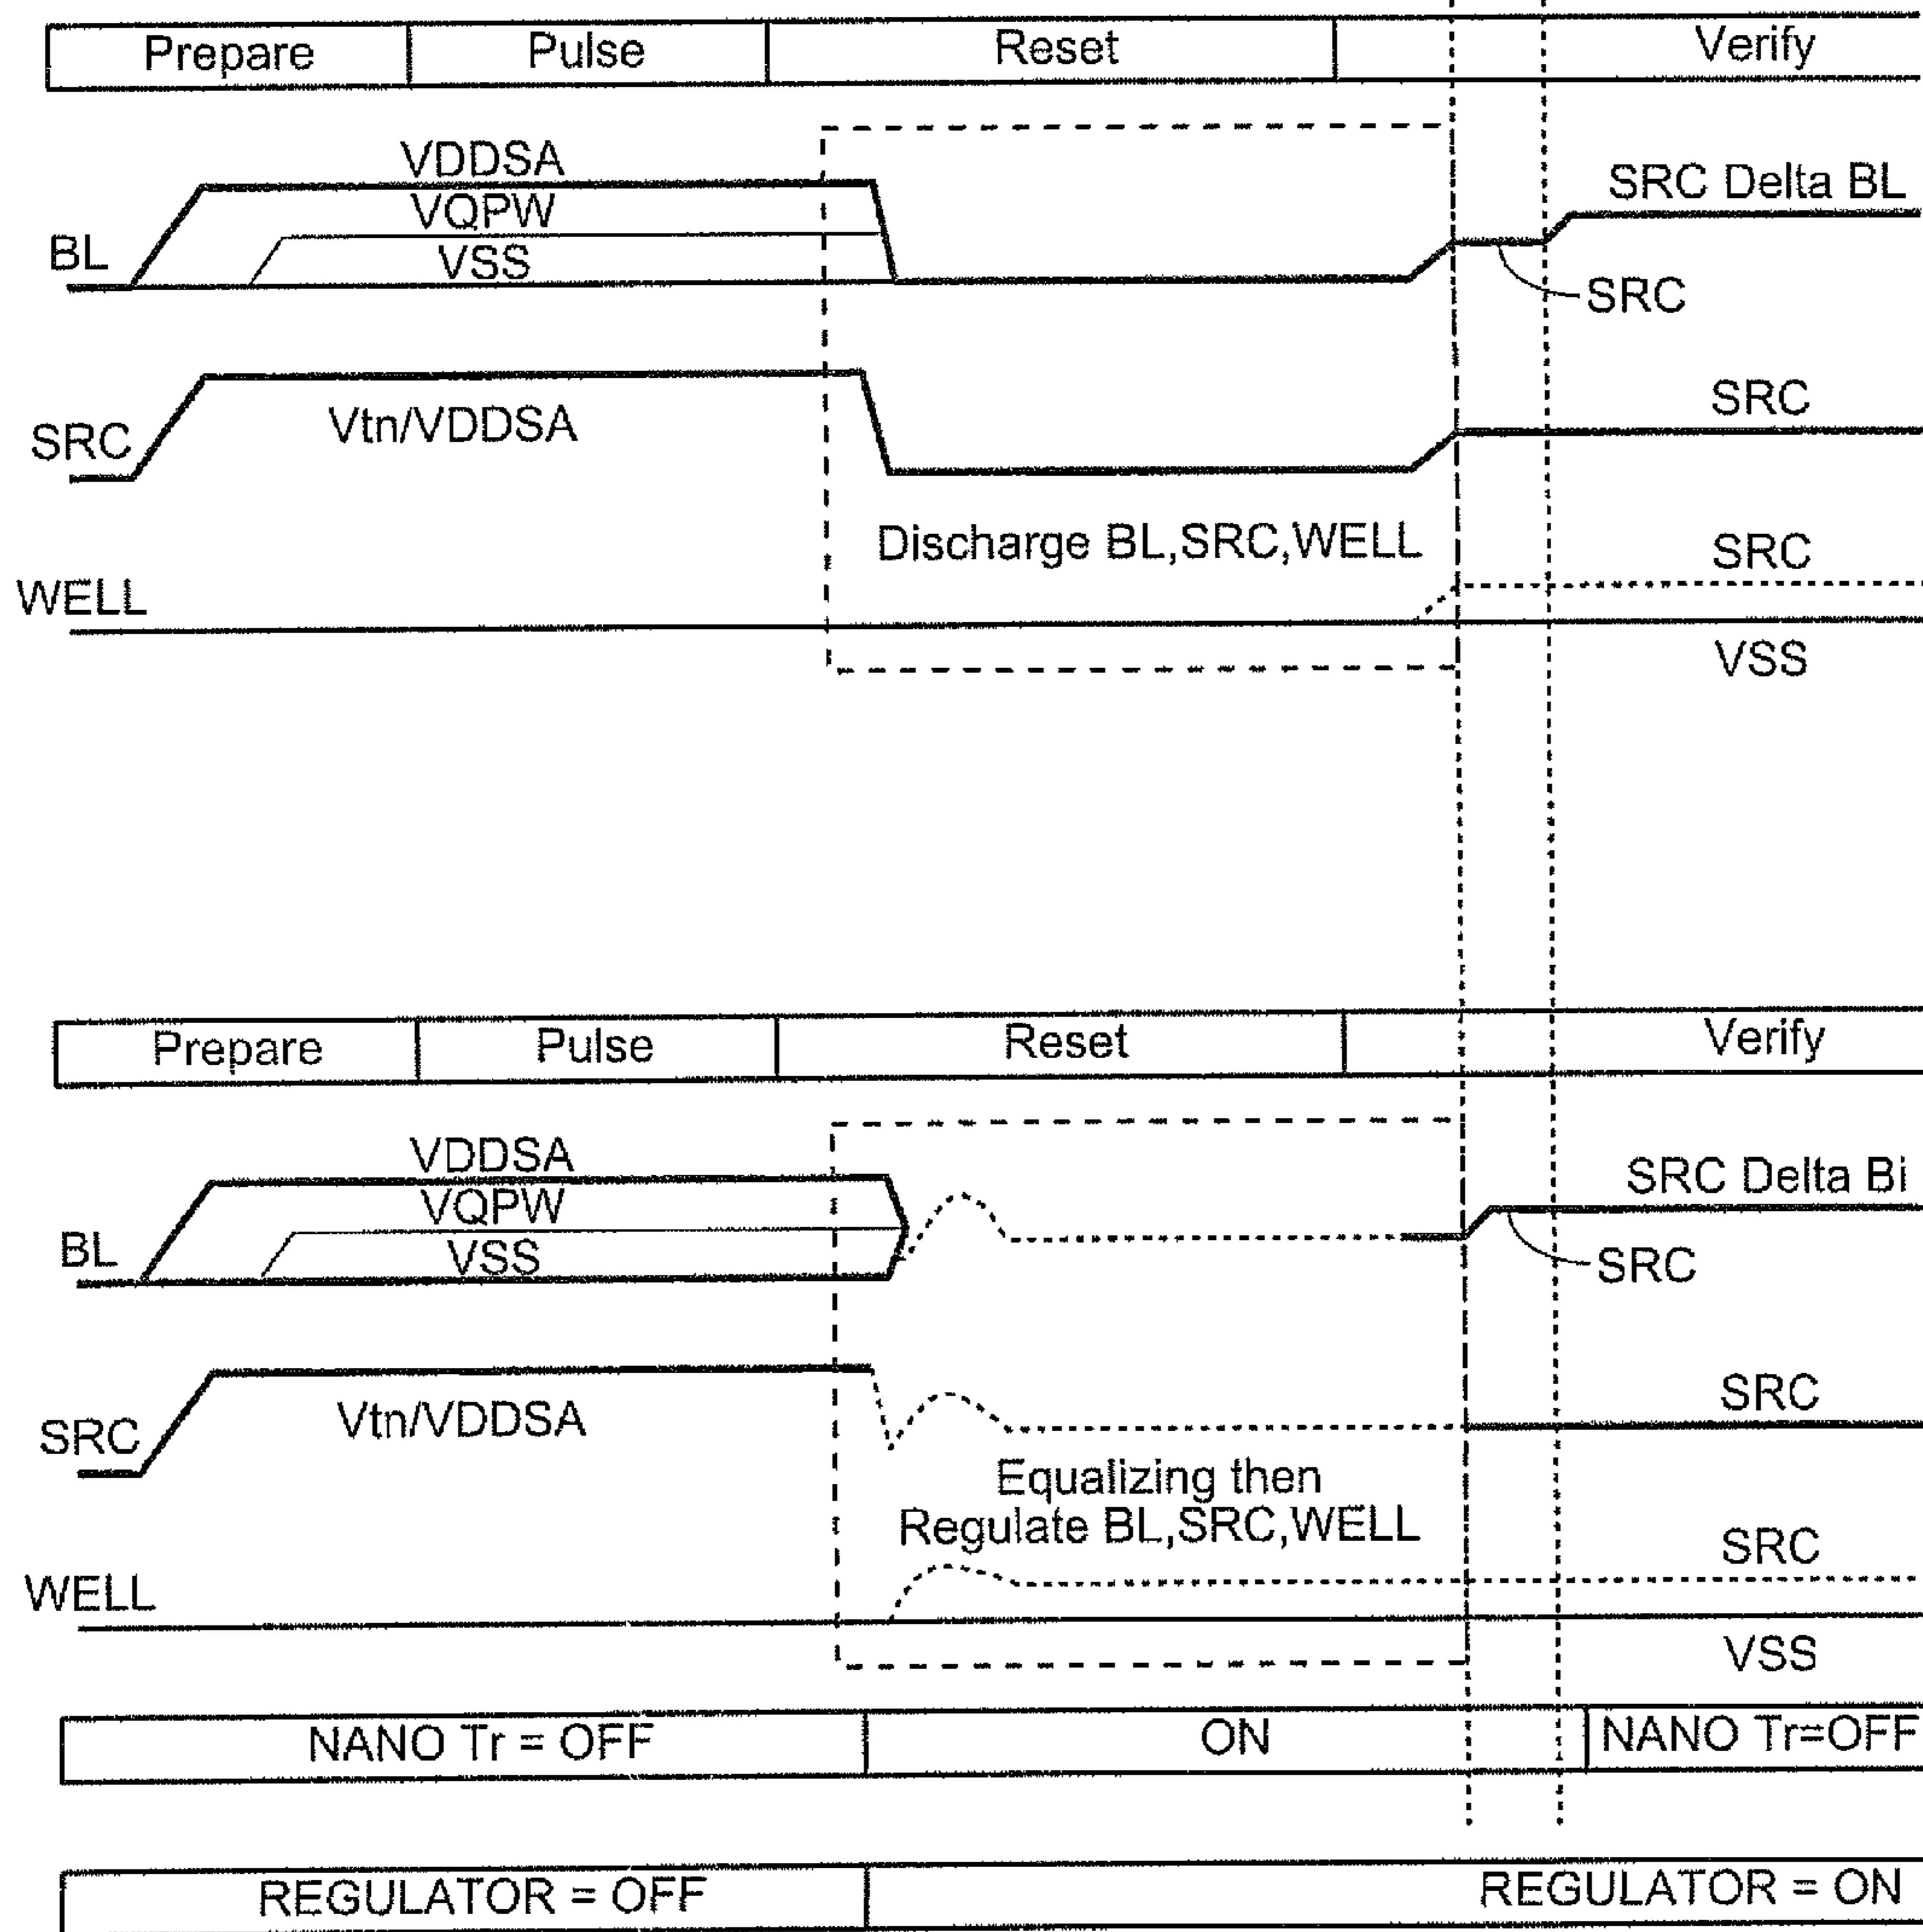 Prepare Pulse Reset Verify
VDDSA
SRC Delta BL
VQPW
BL
VSS
SRC
SRC
Vtn/VDDSA
SRC
Discharge BL,SRC,WELL
SRC
WELL
VSS
Prepare Pulse Reset Verify
VDDSA
SRC Delta Bi
VQPW
BL
VSS
SRC
SRC
Vtn/VDDSA
SRC
Equalizing then
Regulate BL,SRC,WELL
SRC
WELL
VSS
NANO Tr = OFF ON NANO Tr=OFF
REGULATOR = OFF REGULATOR = ON